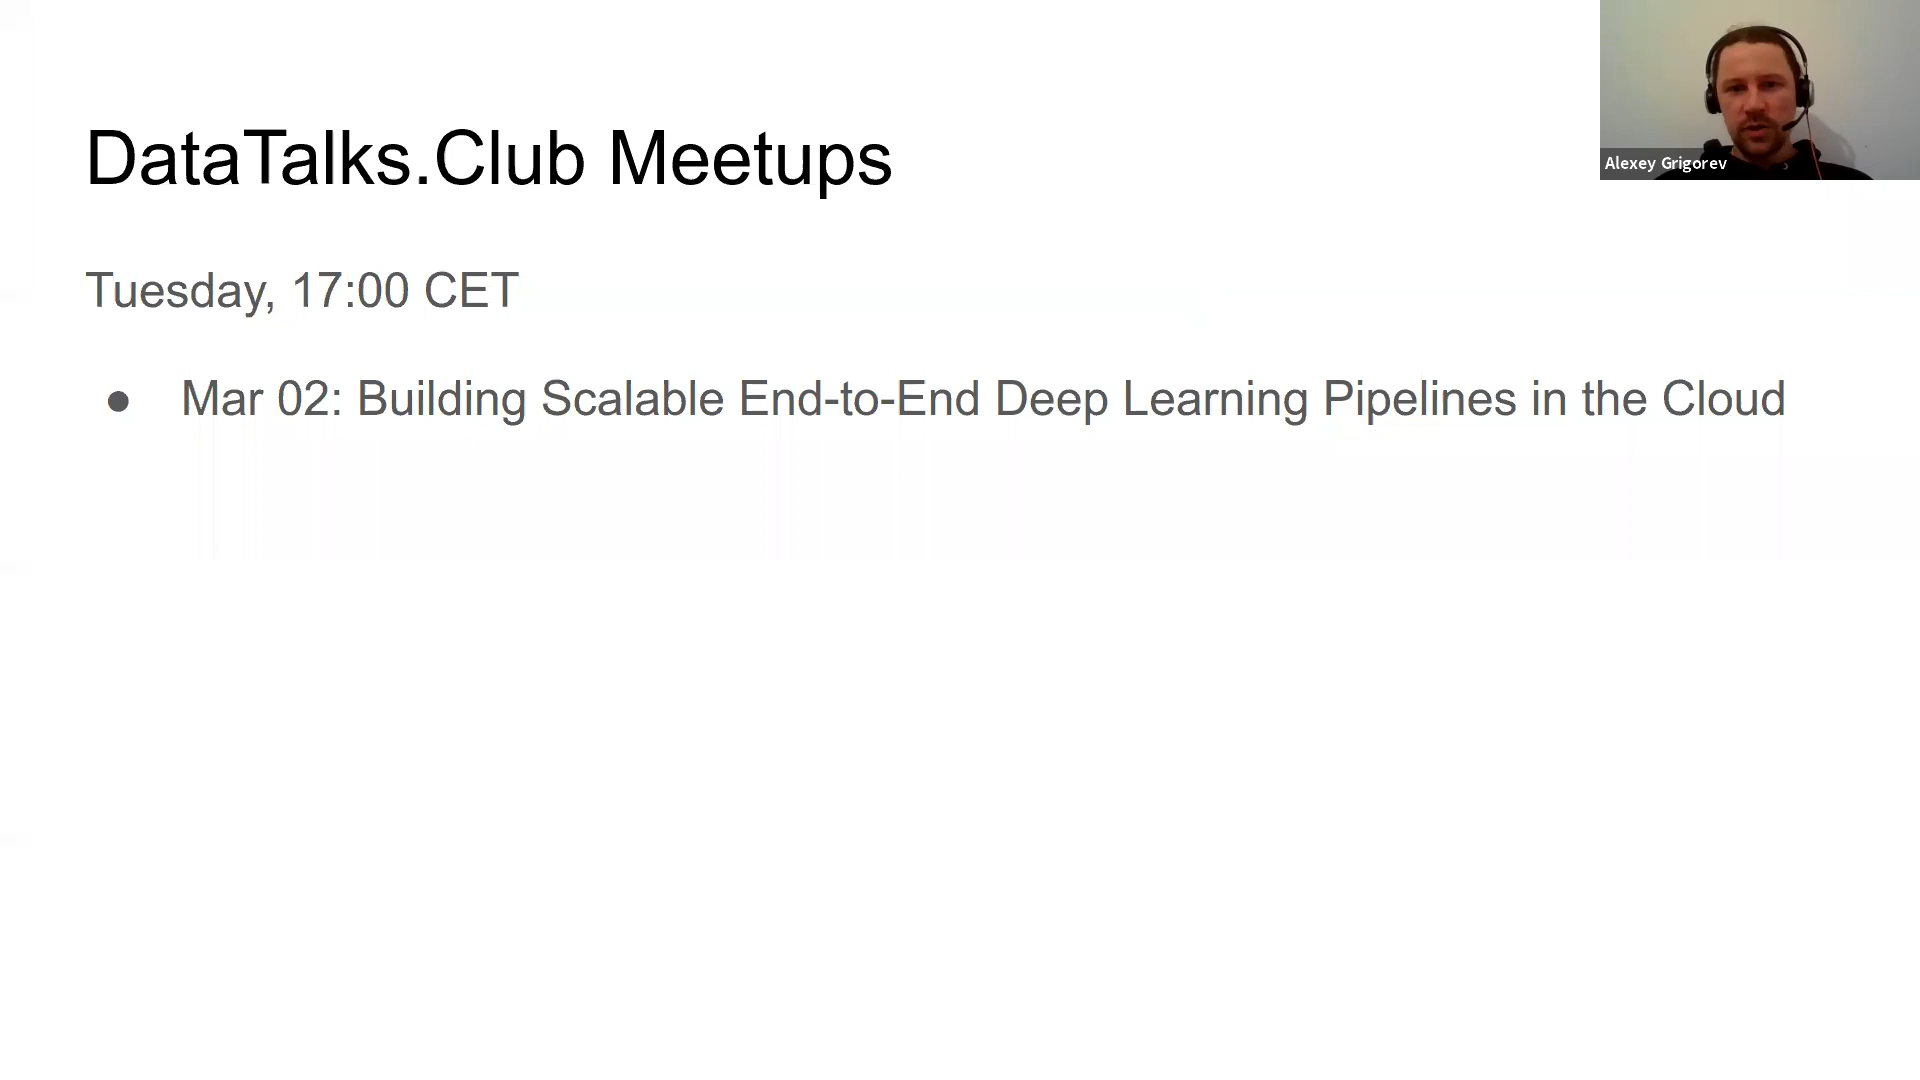 DataTalks.Club Meetups
Alexey Grigorev
Tuesday, 17:00 CET
● Mar 02: Building Scalable End-to-End Deep Learning Pipelines in the Cloud